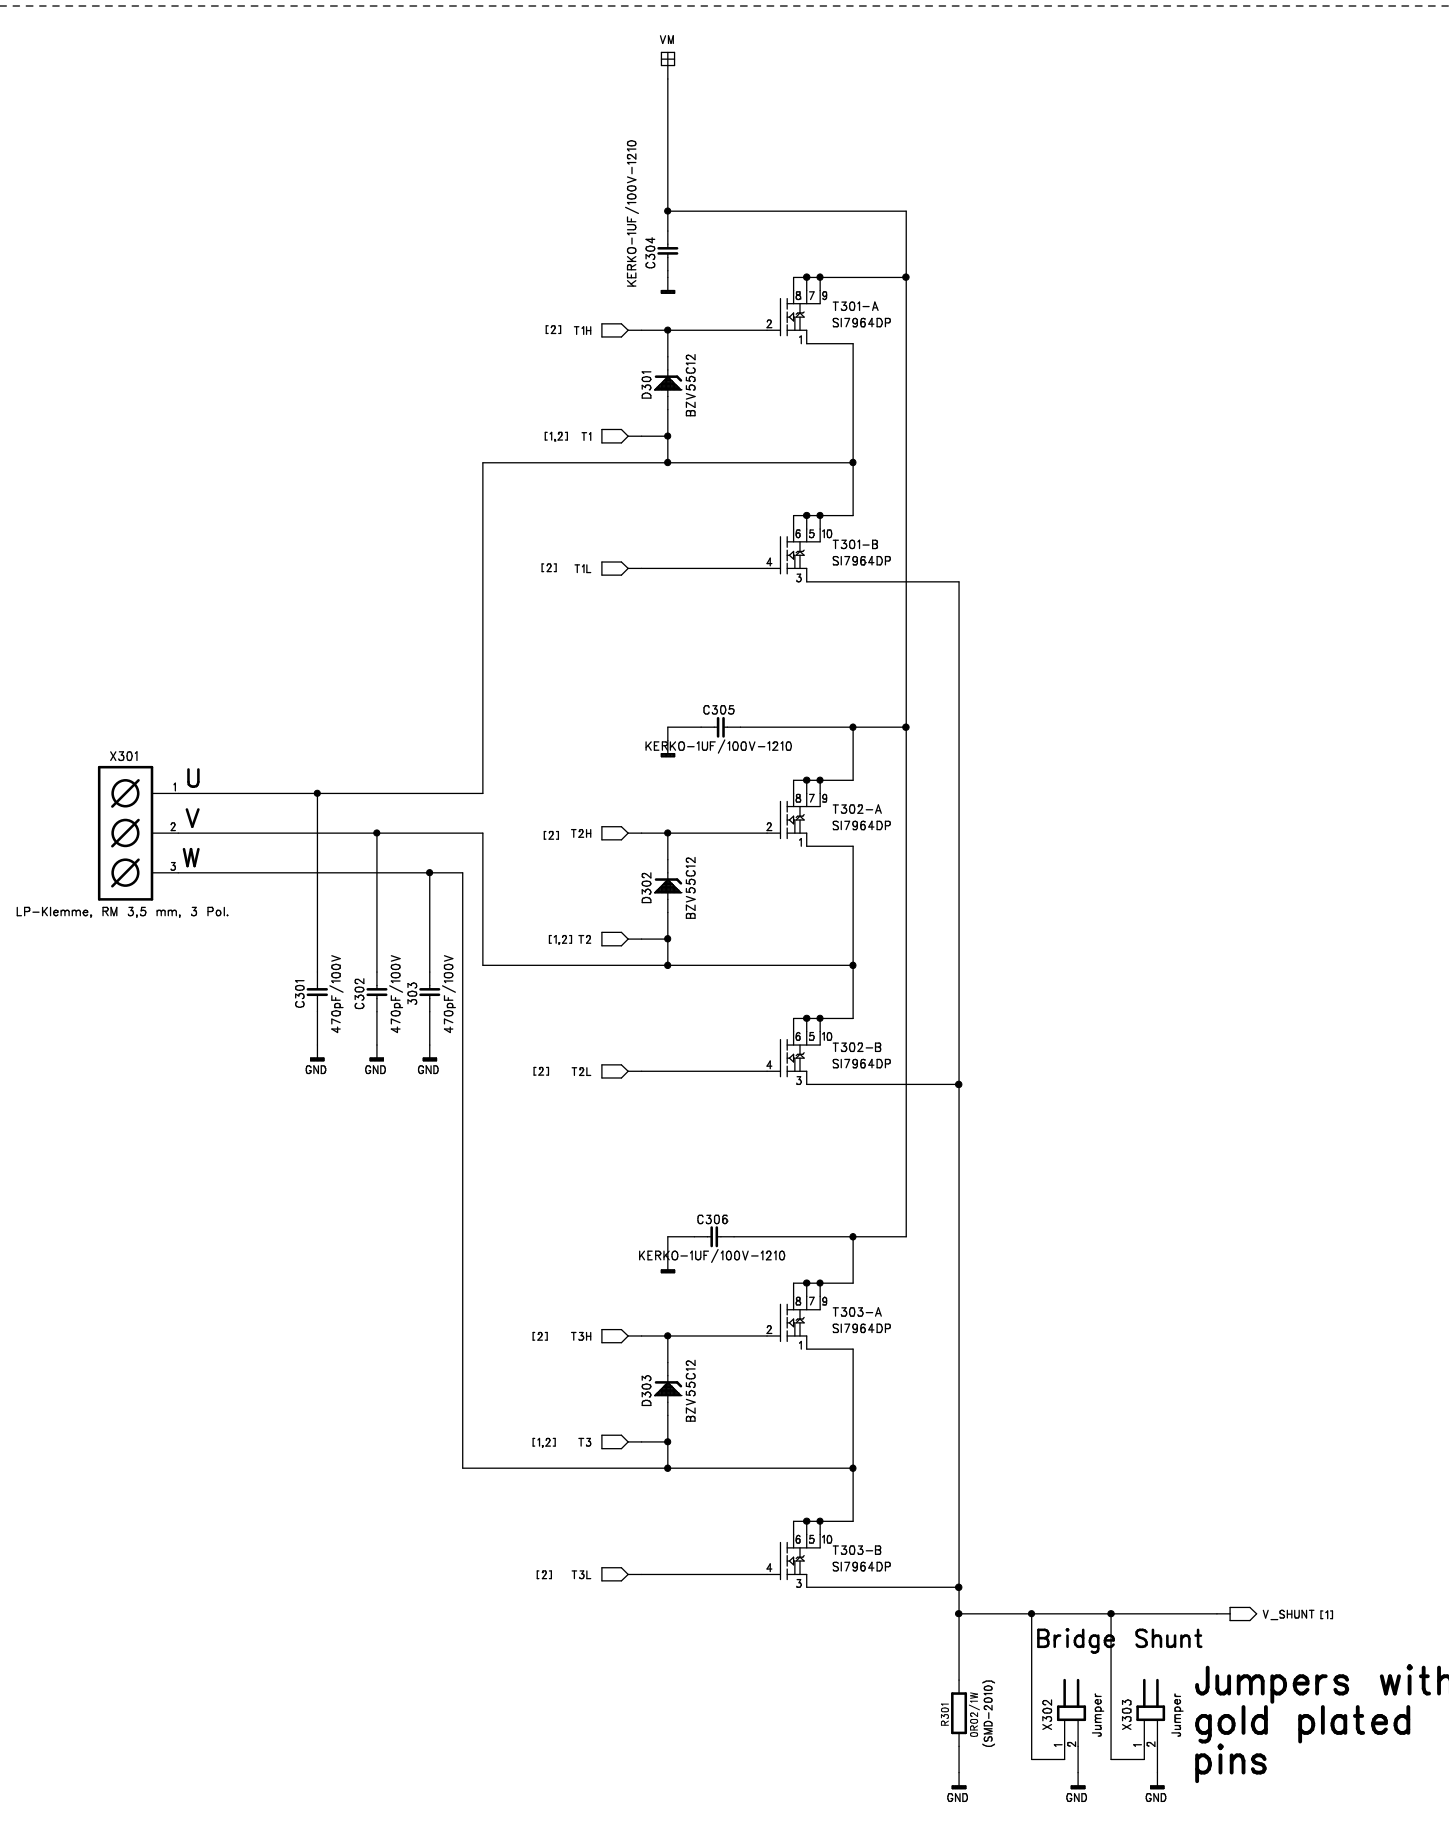 VM
KERKO-1UF/100V-1210
C304
8 7 9
T301-A
SI7964DP
[2] T1H
2
1
D301
BZV55C12
[1,2] T1
6 5 10
T301-B
SI7964DP
[2] T1L
4
3
C305
KERKO-1UF/100V-1210
X301
1 U
2 V
3 W
LP-Klemme, RM 3,5 mm, 3 Pol.
8 7 9
T302-A
SI7964DP
[2] T2H
2
1
D302
BZV55C12
[1,2] T2
C301
470pF/100V
C302
470pF/100V
303
470pF/100V
GND
GND
GND
6 5 10
T302-B
SI7964DP
[2] T2L
4
3
C306
KERKO-1UF/100V-1210
8 7 9
T303-A
SI7964DP
[2] T3H
2
1
D303
BZV55C12
[1,2] T3
6 5 10
T303-B
SI7964DP
[2] T3L
4
3
V_SHUNT [1]
Bridge Shunt
R301
0R02/1W
(SMD-2010)
X302
Jumper
1
2
X303
Jumper
1
2
Jumpers with
gold plated
pins
GND
GND
GND